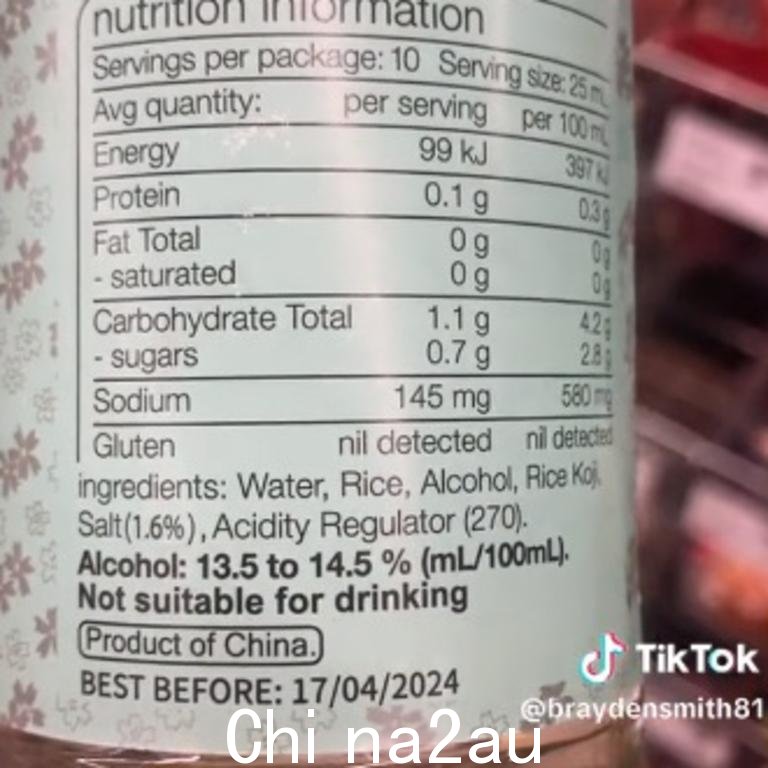 nutrition information
Servings per package: 10 Serving size: 25 mL
Avg quantity: per serving per 100 mL
Energy 99 kJ 397 kJ
Protein 0.1 g 0.3 g
Fat Total 0 g 0 g
- saturated 0 g 0 g
Carbohydrate Total 1.1 g 4.2 g
- sugars 0.7 g 2.8 g
Sodium 145 mg 580 mg
Gluten nil detected nil detected
ingredients: Water, Rice, Alcohol, Rice Koji,
Salt(1.6%), Acidity Regulator (270).
Alcohol: 13.5 to 14.5 % (mL/100mL).
Not suitable for drinking
Product of China.
BEST BEFORE: 17/04/2024
TikTok
@braydensmith81
Chi na2au